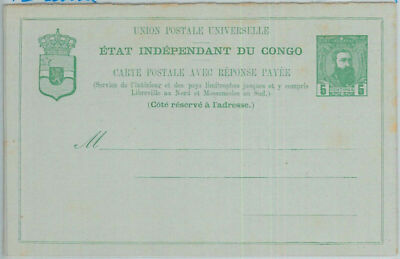 UNION POSTALE UNIVERSELLE
ÉTAT INDÉPENDANT DU CONGO
CARTE POSTALE AVEC RÉPONSE PAYÉE
(Service de l'intérieur et des pays limitrophes jusques et y compris
Libreville au Nord et Mossamedes au Sud.)
(Côté réservé à l'adresse.)
5 5
M